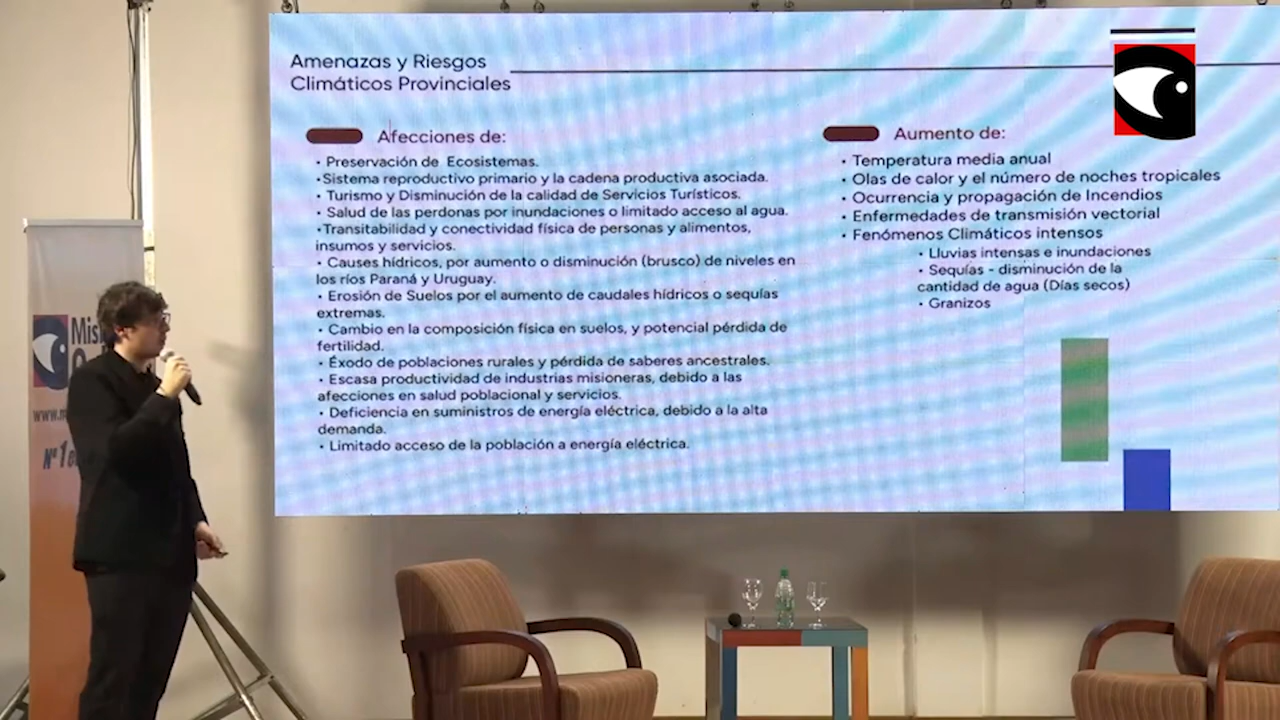 Amenazas y Riesgos
Climáticos Provinciales
Afecciones de:
• Preservación de Ecosistemas.
•Sistema reproductivo primario y la cadena productiva asociada.
• Turismo y Disminución de la calidad de Servicios Turísticos.
• Salud de las perdonas por inundaciones o limitado acceso al agua.
•Transitabilidad y conectividad física de personas y alimentos,
insumos y servicios.
• Causes hídricos, por aumento o disminución (brusco) de niveles en
los ríos Paraná y Uruguay.
• Erosión de Suelos por el aumento de caudales hídricos o sequías
extremas.
• Cambio en la composición física en suelos, y potencial pérdida de
fertilidad.
• Éxodo de poblaciones rurales y pérdida de saberes ancestrales.
• Escasa productividad de industrias misioneras, debido a las
afecciones en salud poblacional y servicios.
• Deficiencia en suministros de energía eléctrica, debido a la alta
demanda.
• Limitado acceso de la población a energía eléctrica.
Aumento de:
• Temperatura media anual
• Olas de calor y el número de noches tropicales
• Ocurrencia y propagación de Incendios
• Enfermedades de transmisión vectorial
• Fenómenos Climáticos intensos
• Lluvias intensas e inundaciones
• Sequías - disminución de la
cantidad de agua (Días secos)
• Granizos
www.m
Nº 1